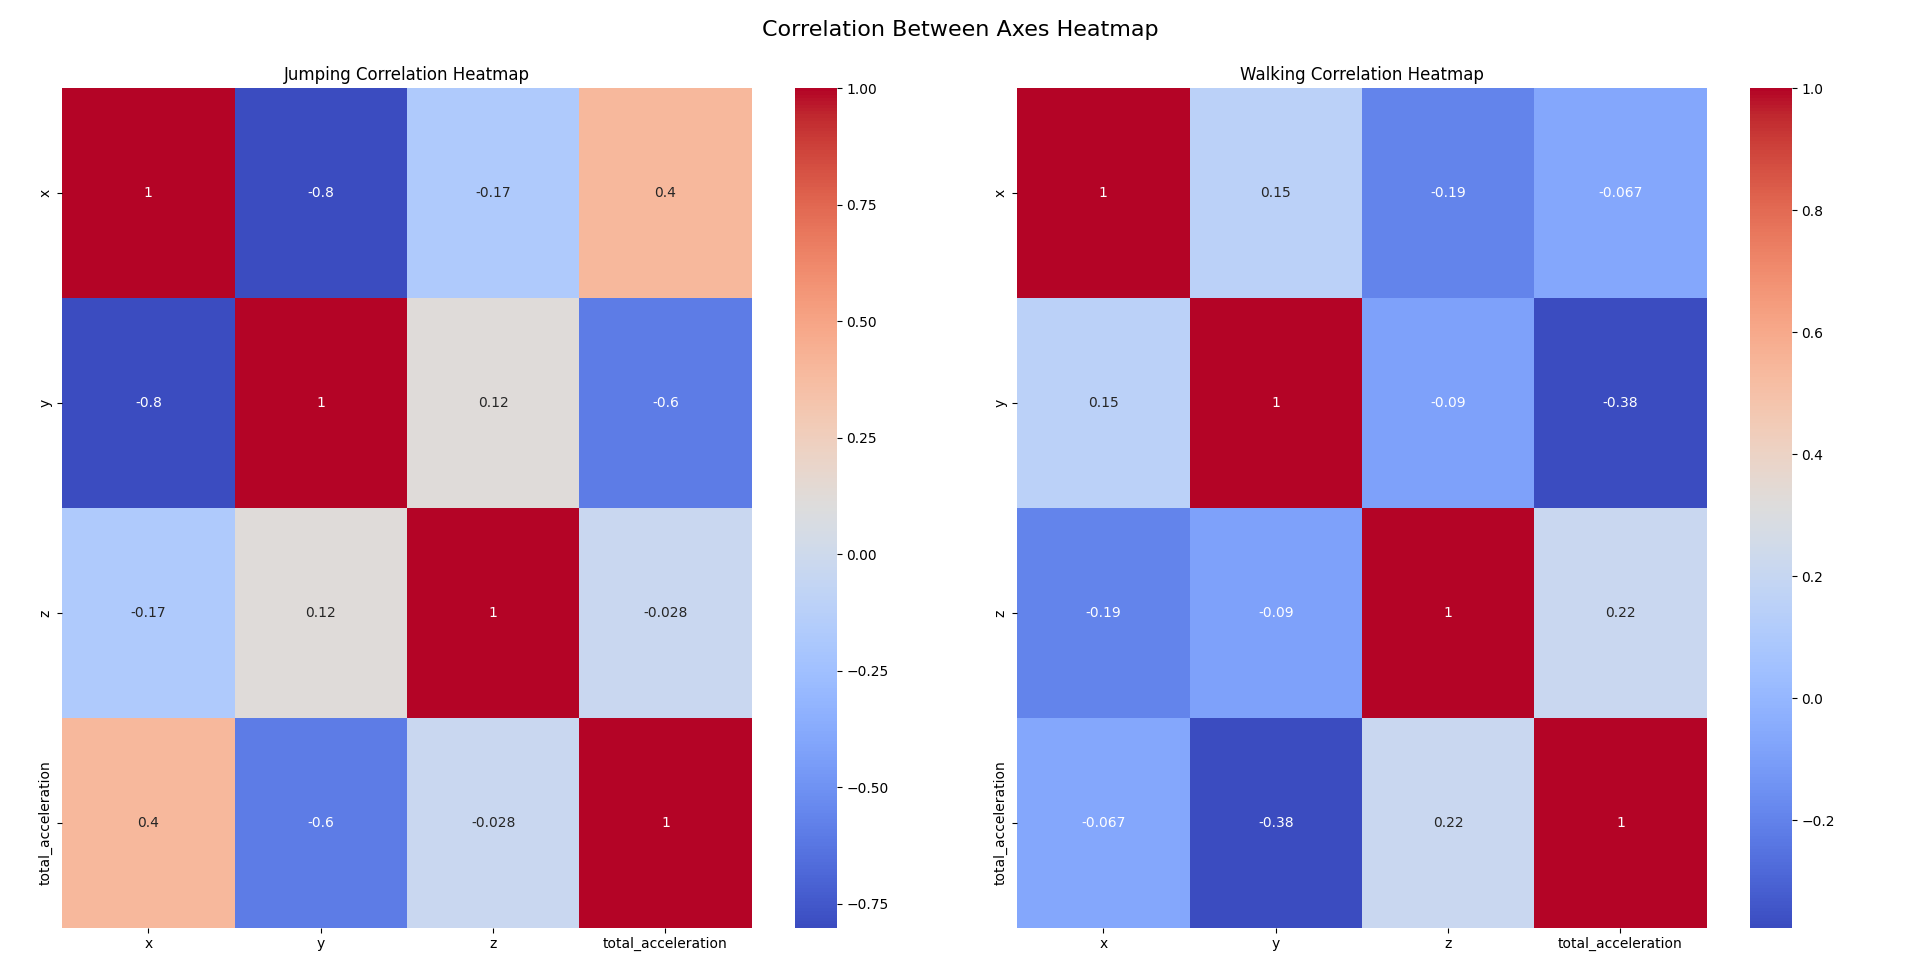 Correlation Between Axes Heatmap
Jumping Correlation Heatmap
x 1 -0.8 -0.17 0.4
y -0.8 1 0.12 -0.6
z -0.17 0.12 1 -0.028
total_acceleration 0.4 -0.6 -0.028 1
x y z total_acceleration
1.00
0.75
0.50
0.25
0.00
−0.25
−0.50
−0.75
Walking Correlation Heatmap
x 1 0.15 -0.19 -0.067
y 0.15 1 -0.09 -0.38
z -0.19 -0.09 1 0.22
total_acceleration -0.067 -0.38 0.22 1
x y z total_acceleration
1.0
0.8
0.6
0.4
0.2
0.0
−0.2